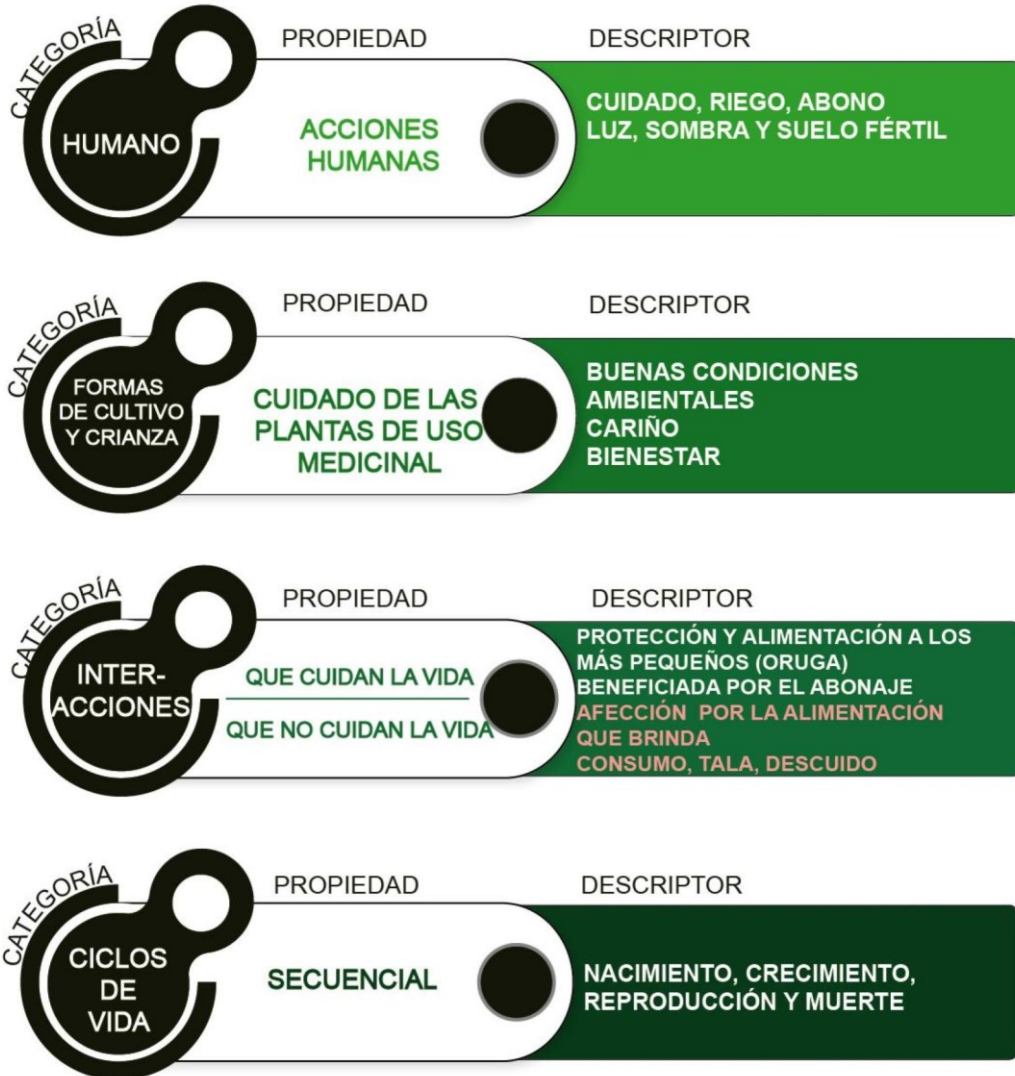 CATEGORÍA
PROPIEDAD
DESCRIPTOR
HUMANO
ACCIONES
HUMANAS
CUIDADO, RIEGO, ABONO
LUZ, SOMBRA Y SUELO FÉRTIL
CATEGORÍA
PROPIEDAD
DESCRIPTOR
FORMAS
DE CULTIVO
Y CRIANZA
CUIDADO DE LAS
PLANTAS DE USO
MEDICINAL
BUENAS CONDICIONES
AMBIENTALES
CARIÑO
BIENESTAR
CATEGORÍA
PROPIEDAD
DESCRIPTOR
INTER-
ACCIONES
QUE CUIDAN LA VIDA
QUE NO CUIDAN LA VIDA
PROTECCIÓN Y ALIMENTACIÓN A LOS
MÁS PEQUEÑOS (ORUGA)
BENEFICIADA POR EL ABONAJE
AFECCIÓN POR LA ALIMENTACIÓN
QUE BRINDA
CONSUMO, TALA, DESCUIDO
CATEGORÍA
PROPIEDAD
DESCRIPTOR
CICLOS
DE
VIDA
SECUENCIAL
NACIMIENTO, CRECIMIENTO,
REPRODUCCIÓN Y MUERTE